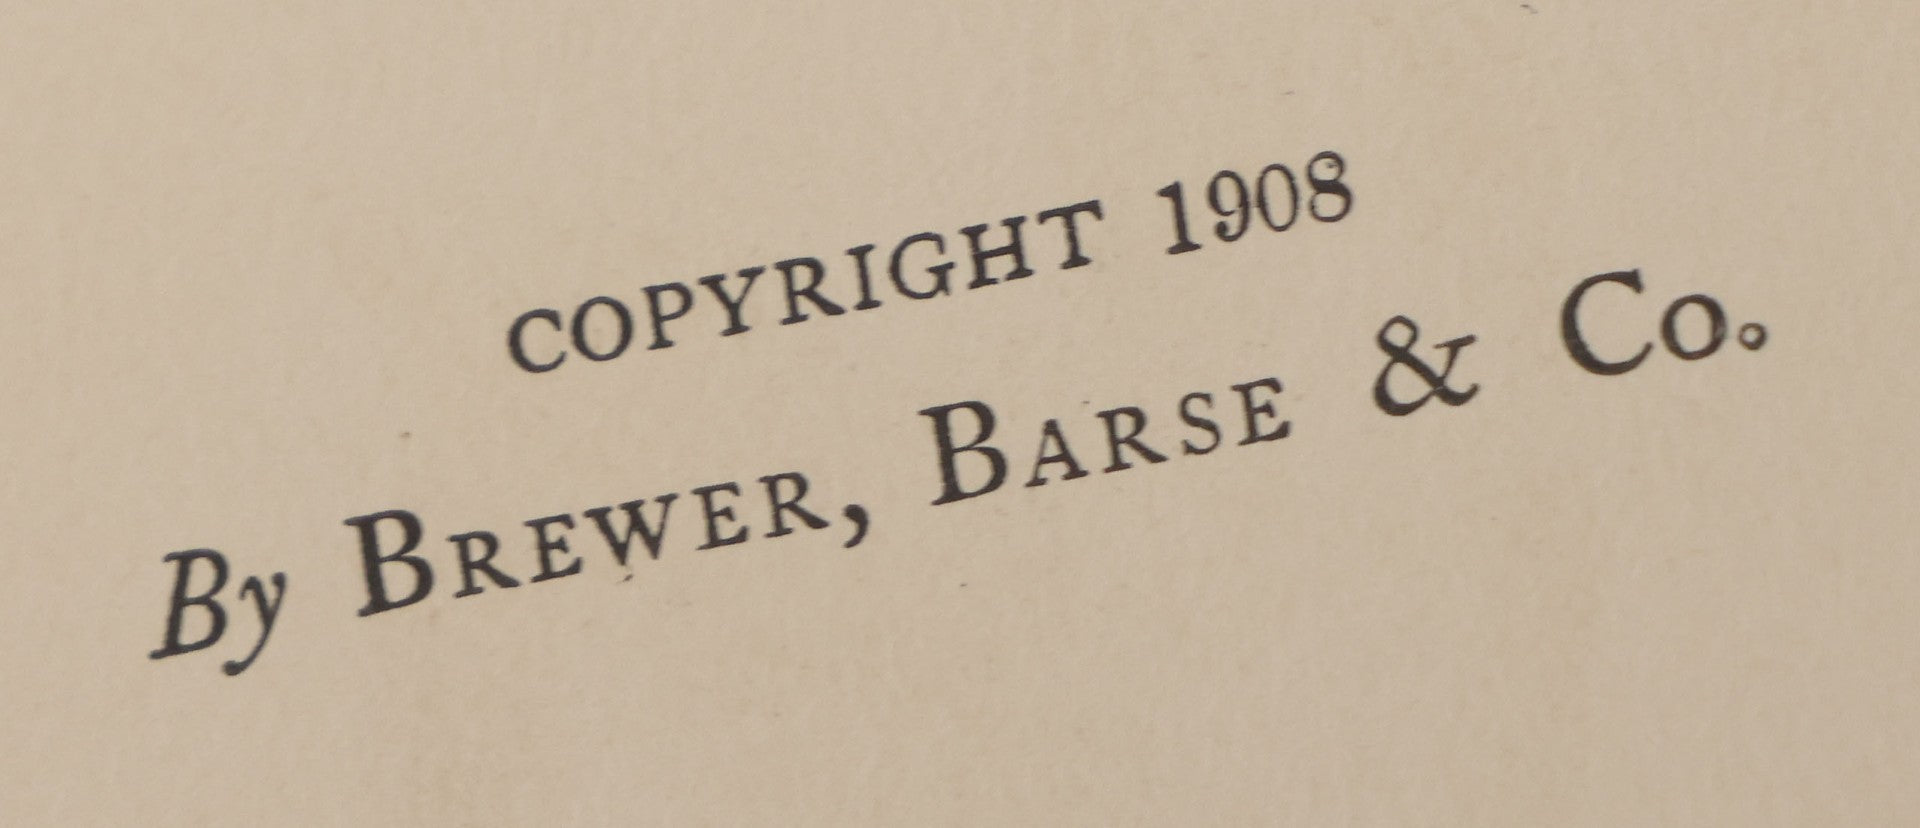 COPYRIGHT 1908
By BREWER, BARSE & Co.